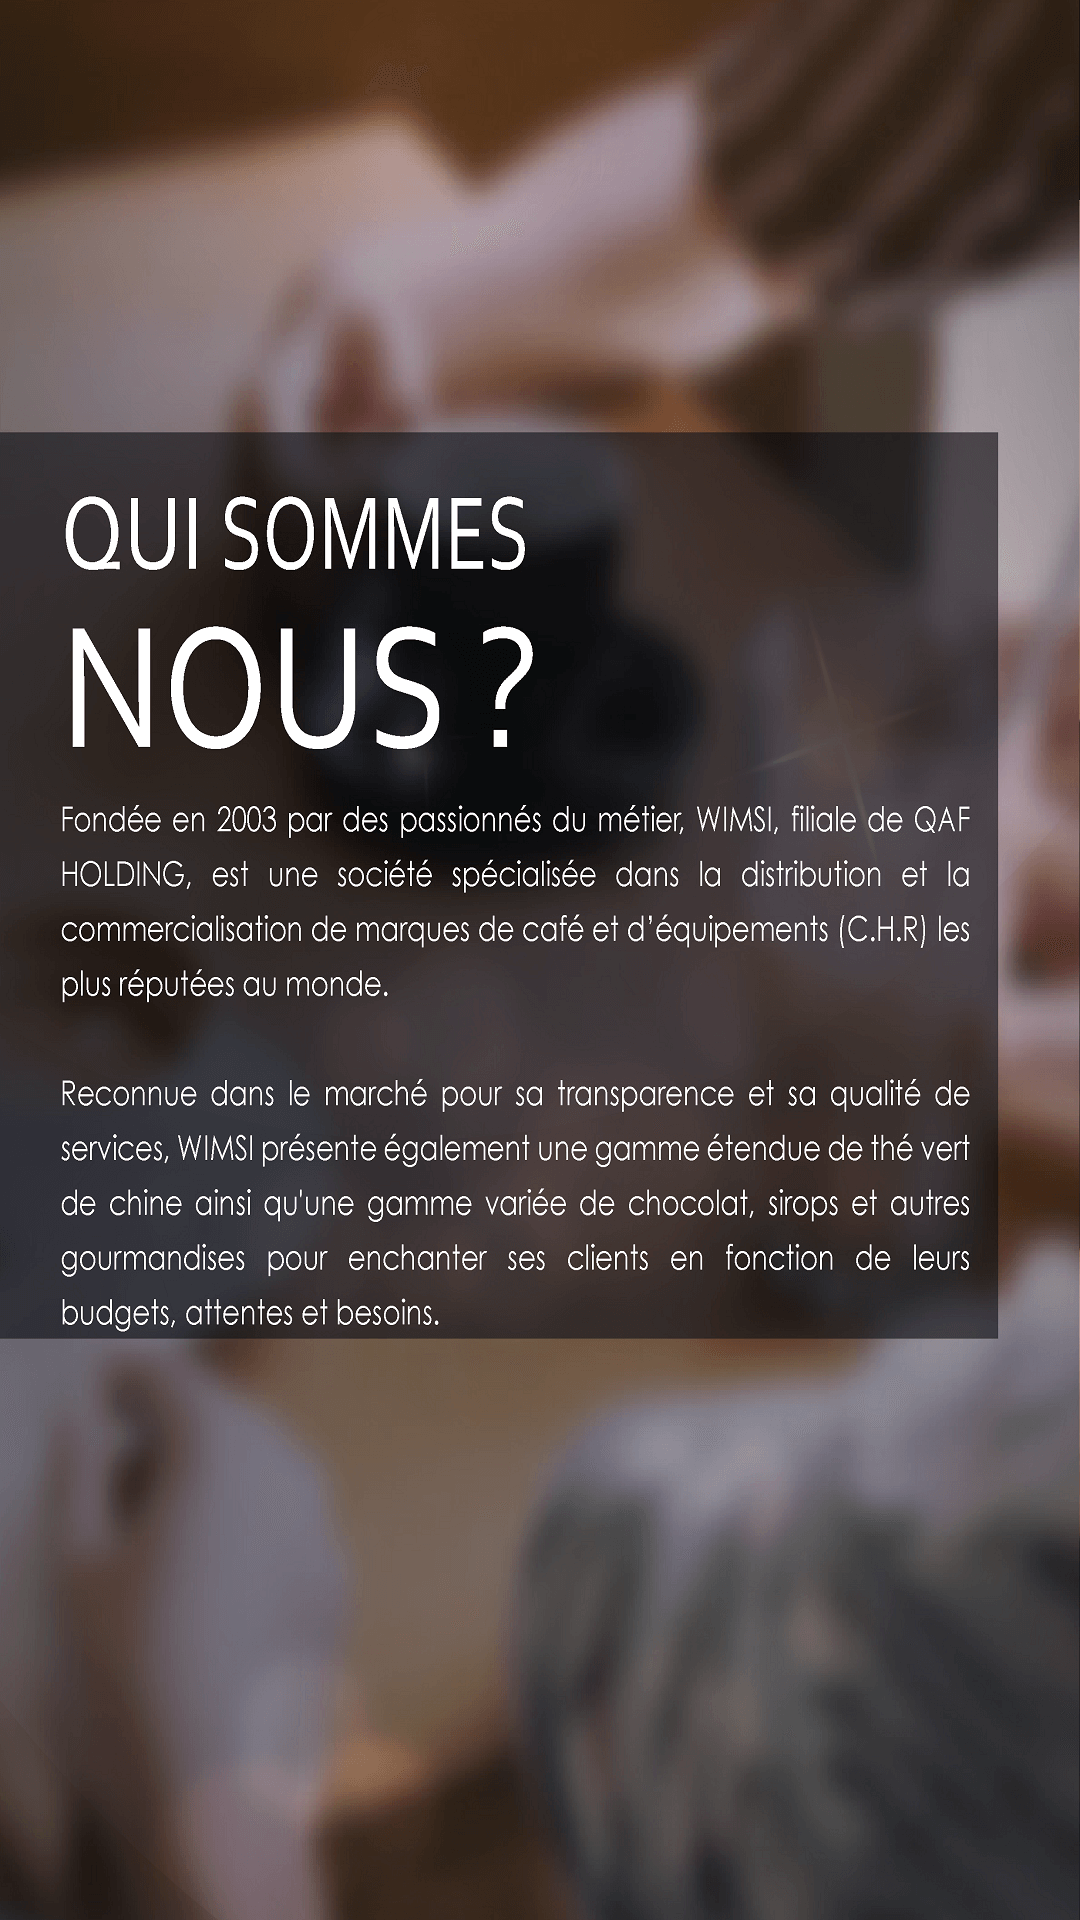 QUI SOMMES
NOUS ?
Fondée en 2003 par des passionnés du métier, WIMSI, filiale de QAF
HOLDING, est une société spécialisée dans la distribution et la
commercialisation de marques de café et d’équipements (C.H.R) les
plus réputées au monde.
Reconnue dans le marché pour sa transparence et sa qualité de
services, WIMSI présente également une gamme étendue de thé vert
de chine ainsi qu'une gamme variée de chocolat, sirops et autres
gourmandises pour enchanter ses clients en fonction de leurs
budgets, attentes et besoins.